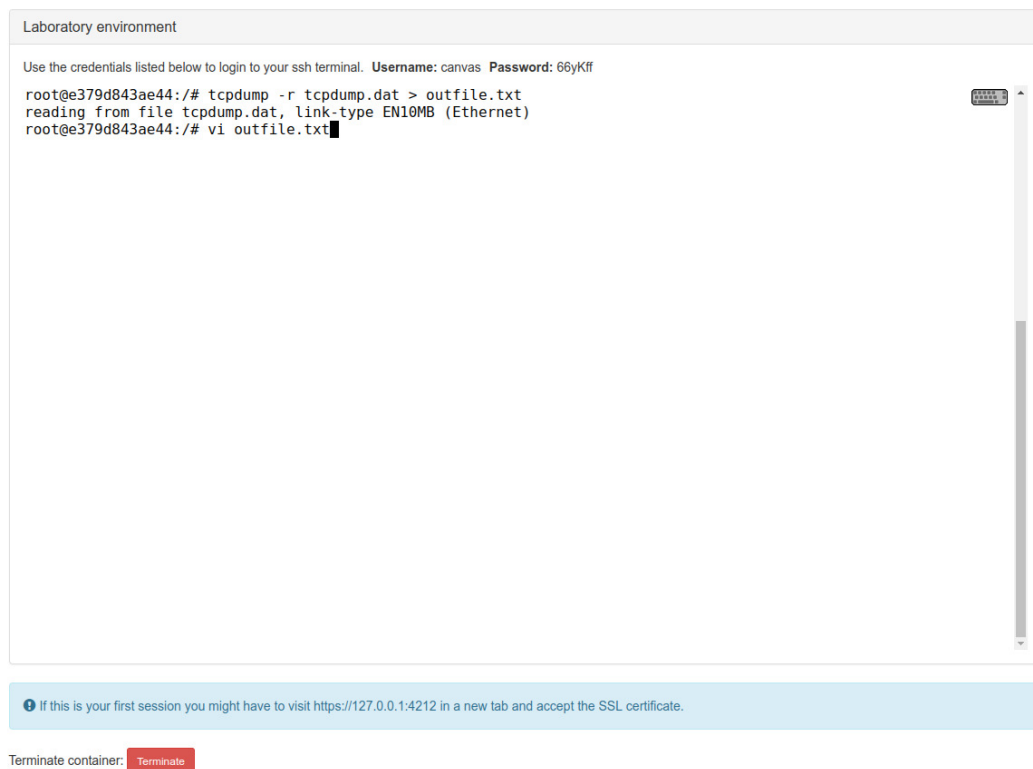 Laboratory environment
Use the credentials listed below to login to your ssh terminal. Username: canvas Password: 66yKff
root@e379d843ae44:/# tcpdump -r tcpdump.dat > outfile.txt
reading from file tcpdump.dat, link-type EN10MB (Ethernet)
root@e379d843ae44:/# vi outfile.txt
If this is your first session you might have to visit https://127.0.0.1:4212 in a new tab and accept the SSL certificate.
Terminate container: Terminate